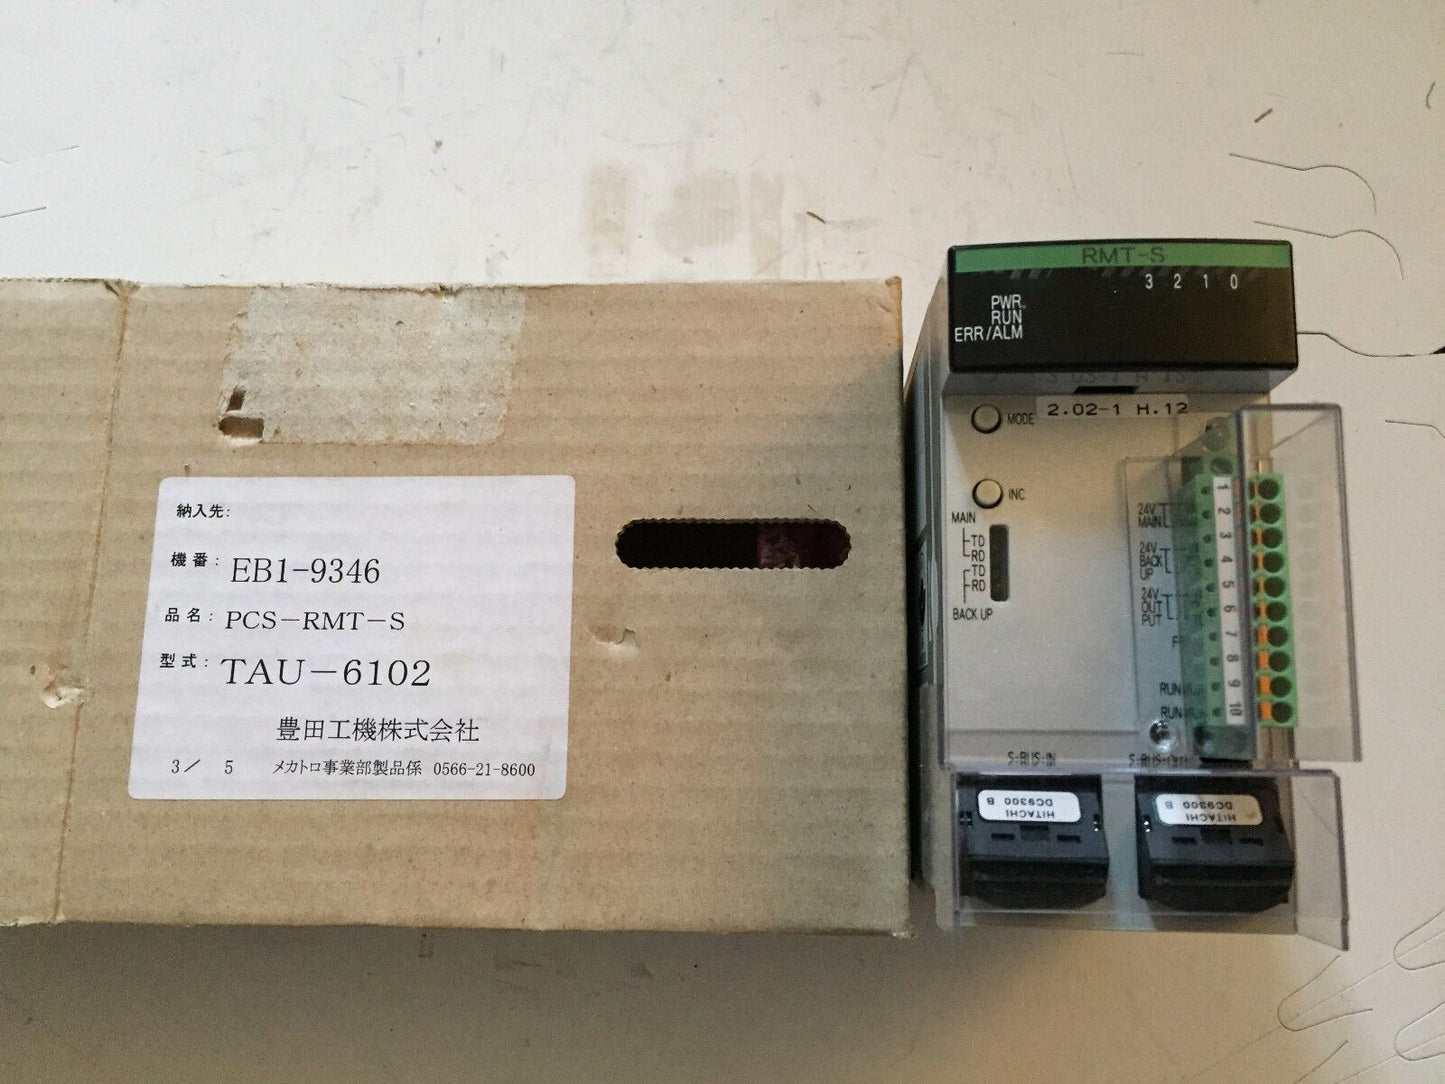 納入先:
機番: EB1-9346
品名: PCS-RMT-S
型式: TAU-6102
豊田工機株式会社
3/ 5 メカトロ事業部製品係 0566-21-8600
RMT-S
3 2 1 0
PWR
RUN
ERR/ALM
MODE
2.02-1 H.12
INC
MAIN
TD
RD
TD
RD
BACK UP
24V
MAIN
24V
BACK
UP
24V
OUT
PUT
RUN
RUN
1
2
3
4
5
6
7
8
9
10
S-BUS-IN
S-BUS-OUT
HITACHI
DC9300 B
HITACHI
DC9300 B